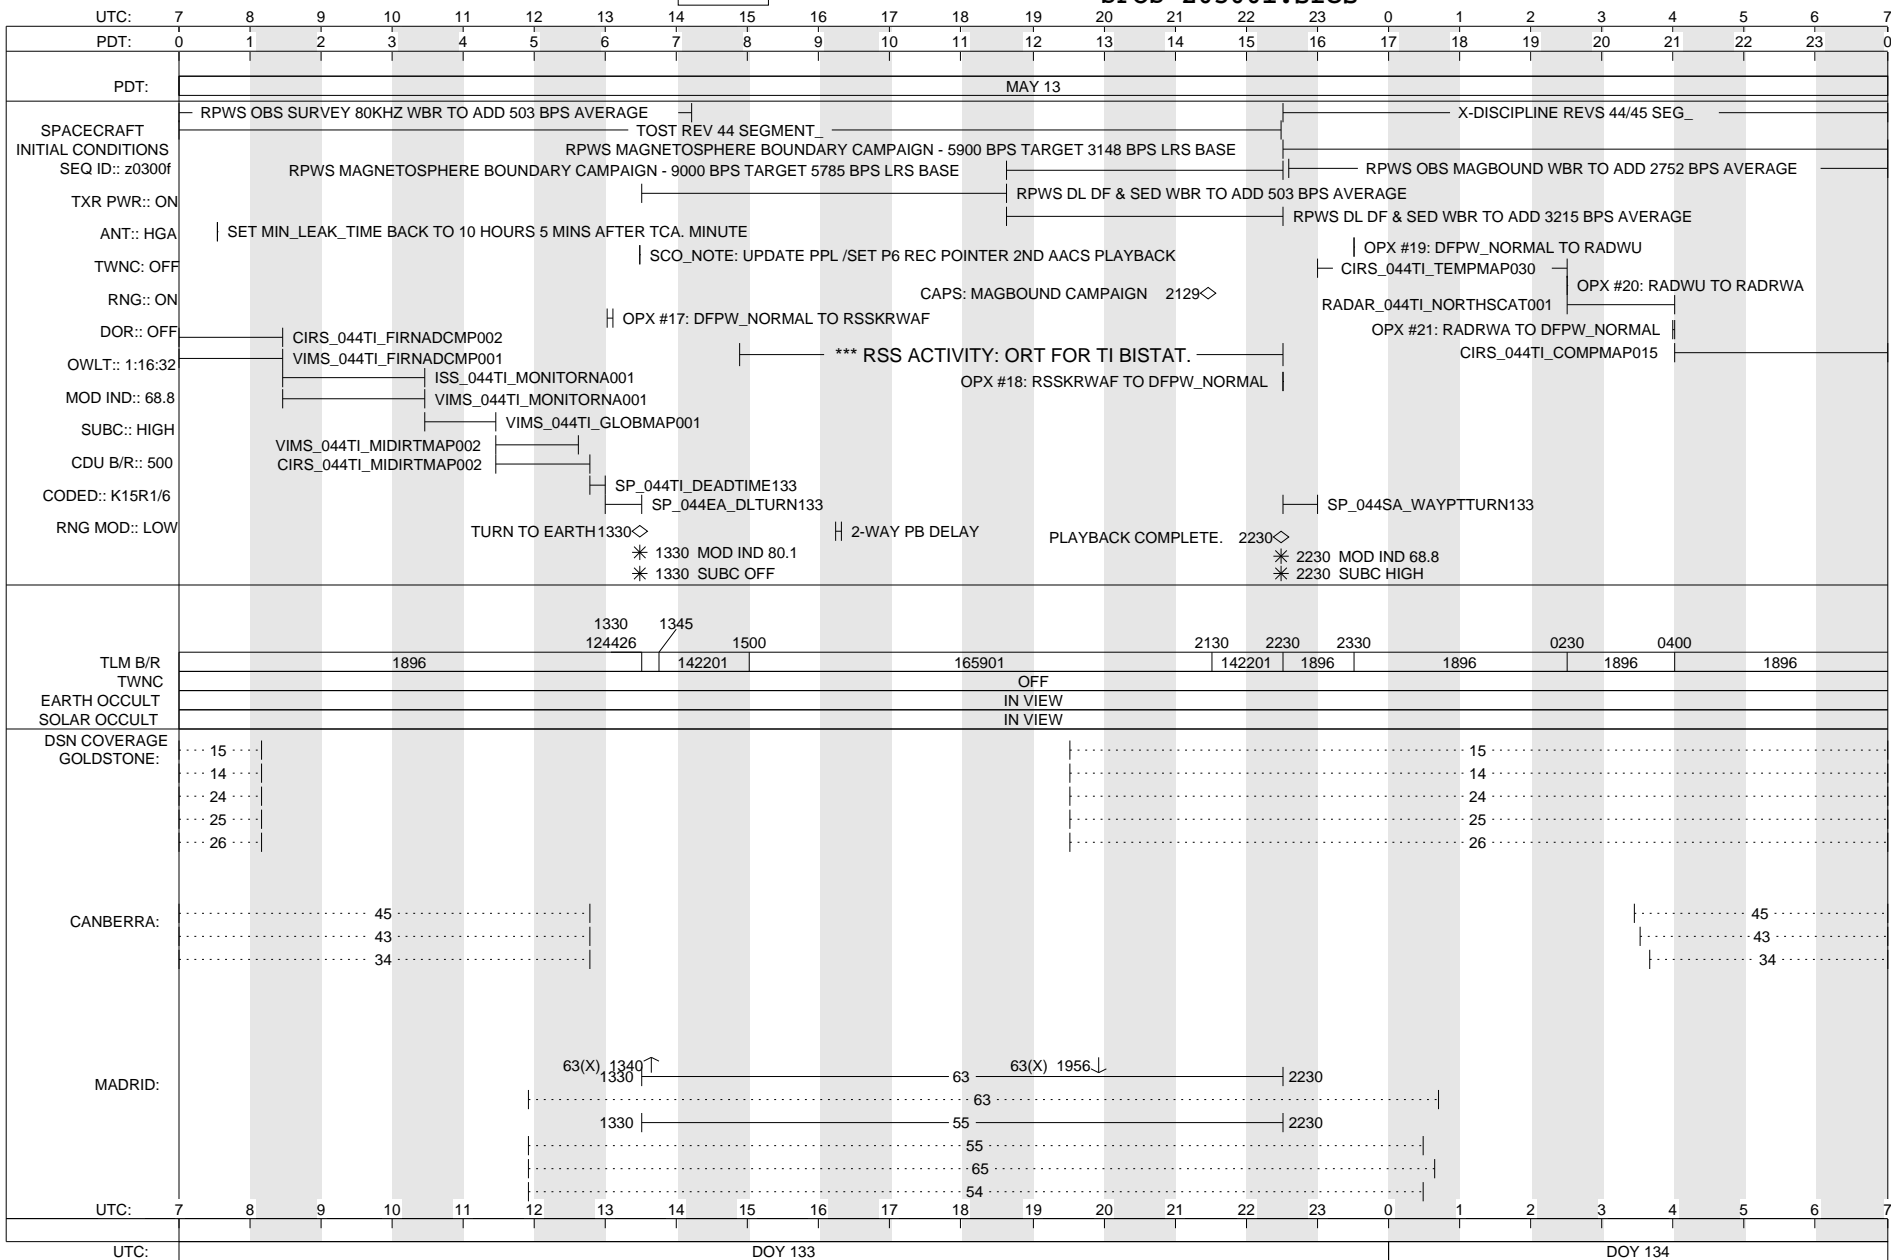 UTC: 7 8 9 10 11 12 13 14 15 16 17 18 19 20 21 22 23 0 1 2 3 4 5 6 7
PDT: 0 1 2 3 4 5 6 7 8 9 10 11 12 13 14 15 16 17 18 19 20 21 22 23 0
PDT: MAY 13
RPWS OBS SURVEY 80KHZ WBR TO ADD 503 BPS AVERAGE
X-DISCIPLINE REVS 44/45 SEG_
SPACECRAFT
INITIAL CONDITIONS
TOST REV 44 SEGMENT_
RPWS MAGNETOSPHERE BOUNDARY CAMPAIGN - 5900 BPS TARGET 3148 BPS LRS BASE
SEQ ID:: z0300f
RPWS MAGNETOSPHERE BOUNDARY CAMPAIGN - 9000 BPS TARGET 5785 BPS LRS BASE
RPWS OBS MAGBOUND WBR TO ADD 2752 BPS AVERAGE
TXR PWR:: ON
RPWS DL DF & SED WBR TO ADD 503 BPS AVERAGE
RPWS DL DF & SED WBR TO ADD 3215 BPS AVERAGE
ANT:: HGA
SET MIN_LEAK_TIME BACK TO 10 HOURS 5 MINS AFTER TCA. MINUTE
OPX #19: DFPW_NORMAL TO RADWU
SCO_NOTE: UPDATE PPL /SET P6 REC POINTER 2ND AACS PLAYBACK
TWNC: OFF
CIRS_044TI_TEMPMAP030
OPX #20: RADWU TO RADRWA
CAPS: MAGBOUND CAMPAIGN 2129
RNG:: ON
RADAR_044TI_NORTHSCAT001
OPX #17: DFPW_NORMAL TO RSSKRWAF
DOR:: OFF
OPX #21: RADRWA TO DFPW_NORMAL
CIRS_044TI_FIRNADCMP002
VIMS_044TI_FIRNADCMP001
*** RSS ACTIVITY: ORT FOR TI BISTAT.
CIRS_044TI_COMPMAP015
OWLT:: 1:16:32
ISS_044TI_MONITORNA001
OPX #18: RSSKRWAF TO DFPW_NORMAL
MOD IND:: 68.8
VIMS_044TI_MONITORNA001
VIMS_044TI_GLOBMAP001
SUBC:: HIGH
VIMS_044TI_MIDIRTMAP002
CDU B/R:: 500
CIRS_044TI_MIDIRTMAP002
SP_044TI_DEADTIME133
CODED:: K15R1/6
SP_044EA_DLTURN133
SP_044SA_WAYPTTURN133
RNG MOD:: LOW
TURN TO EARTH 1330
2-WAY PB DELAY
PLAYBACK COMPLETE. 2230
1330 MOD IND 80.1
2230 MOD IND 68.8
1330 SUBC OFF
2230 SUBC HIGH
1330 1345
124426 1500 2130 2230 2330 0230 0400
TLM B/R 1896 142201 165901 142201 1896 1896 1896 1896
TWNC OFF
EARTH OCCULT IN VIEW
SOLAR OCCULT IN VIEW
DSN COVERAGE
GOLDSTONE:
15 15
14 14
24 24
25 25
26 26
CANBERRA:
45 45
43 43
34 34
MADRID:
63(X) 1340 63(X) 1956
1330 63 2230
63
1330 55 2230
55
65
54
UTC: 7 8 9 10 11 12 13 14 15 16 17 18 19 20 21 22 23 0 1 2 3 4 5 6 7
UTC: DOY 133 DOY 134